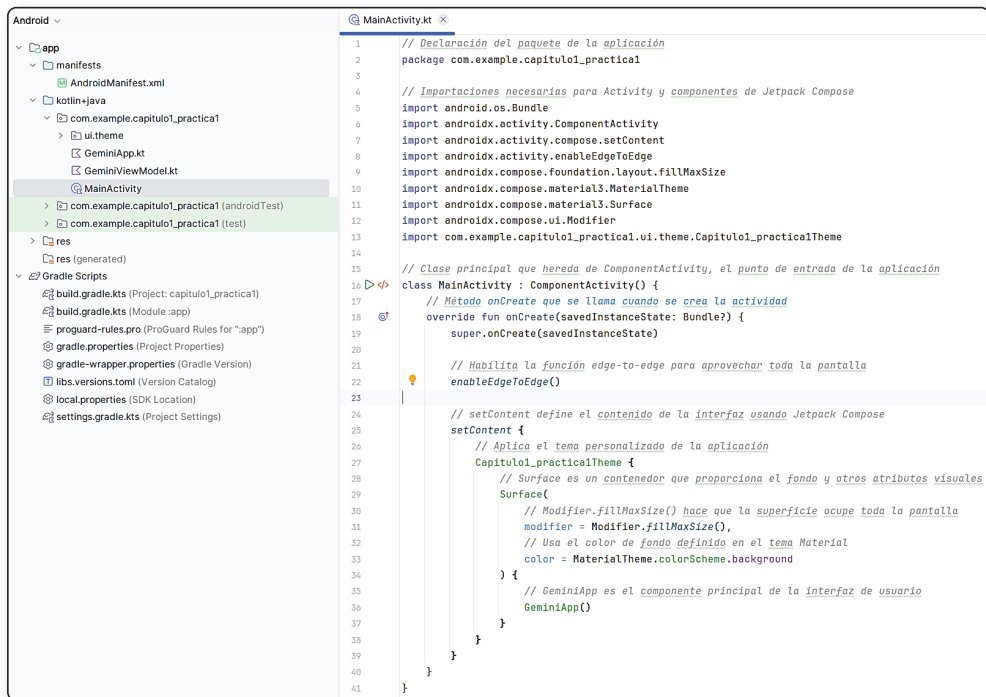 Android
app
manifests
AndroidManifest.xml
kotlin+java
com.example.capitulo1_practica1
ui.theme
GeminiApp.kt
GeminiViewModel.kt
MainActivity
com.example.capitulo1_practica1 (androidTest)
com.example.capitulo1_practica1 (test)
res
res (generated)
Gradle Scripts
build.gradle.kts (Project: capitulo1_practica1)
build.gradle.kts (Module :app)
proguard-rules.pro (ProGuard Rules for ":app")
gradle.properties (Project Properties)
gradle-wrapper.properties (Gradle Version)
libs.versions.toml (Version Catalog)
local.properties (SDK Location)
settings.gradle.kts (Project Settings)
MainActivity.kt
1 // Declaración del paquete de la aplicación
2 package com.example.capitulo1_practica1
3
4 // Importaciones necesarias para Activity y componentes de Jetpack Compose
5 import android.os.Bundle
6 import androidx.activity.ComponentActivity
7 import androidx.activity.compose.setContent
8 import androidx.activity.enableEdgeToEdge
9 import androidx.compose.foundation.layout.fillMaxSize
10 import androidx.compose.material3.MaterialTheme
11 import androidx.compose.material3.Surface
12 import androidx.compose.ui.Modifier
13 import com.example.capitulo1_practica1.ui.theme.Capitulo1_practica1Theme
14
15 // Clase principal que hereda de ComponentActivity, el punto de entrada de la aplicación
16 class MainActivity : ComponentActivity() {
17 // Método onCreate que se llama cuando se crea la actividad
18 override fun onCreate(savedInstanceState: Bundle?) {
19 super.onCreate(savedInstanceState)
20
21 // Habilita la función edge-to-edge para aprovechar toda la pantalla
22 enableEdgeToEdge()
23
24 // setContent define el contenido de la interfaz usando Jetpack Compose
25 setContent {
26 // Aplica el tema personalizado de la aplicación
27 Capitulo1_practica1Theme {
28 // Surface es un contenedor que proporciona el fondo y otros atributos visuales
29 Surface(
30 // Modifier.fillMaxSize() hace que la superficie ocupe toda la pantalla
31 modifier = Modifier.fillMaxSize(),
32 // Usa el color de fondo definido en el tema Material
33 color = MaterialTheme.colorScheme.background
34 ) {
35 // GeminiApp es el componente principal de la interfaz de usuario
36 GeminiApp()
37 }
38 }
39 }
40 }
41 }